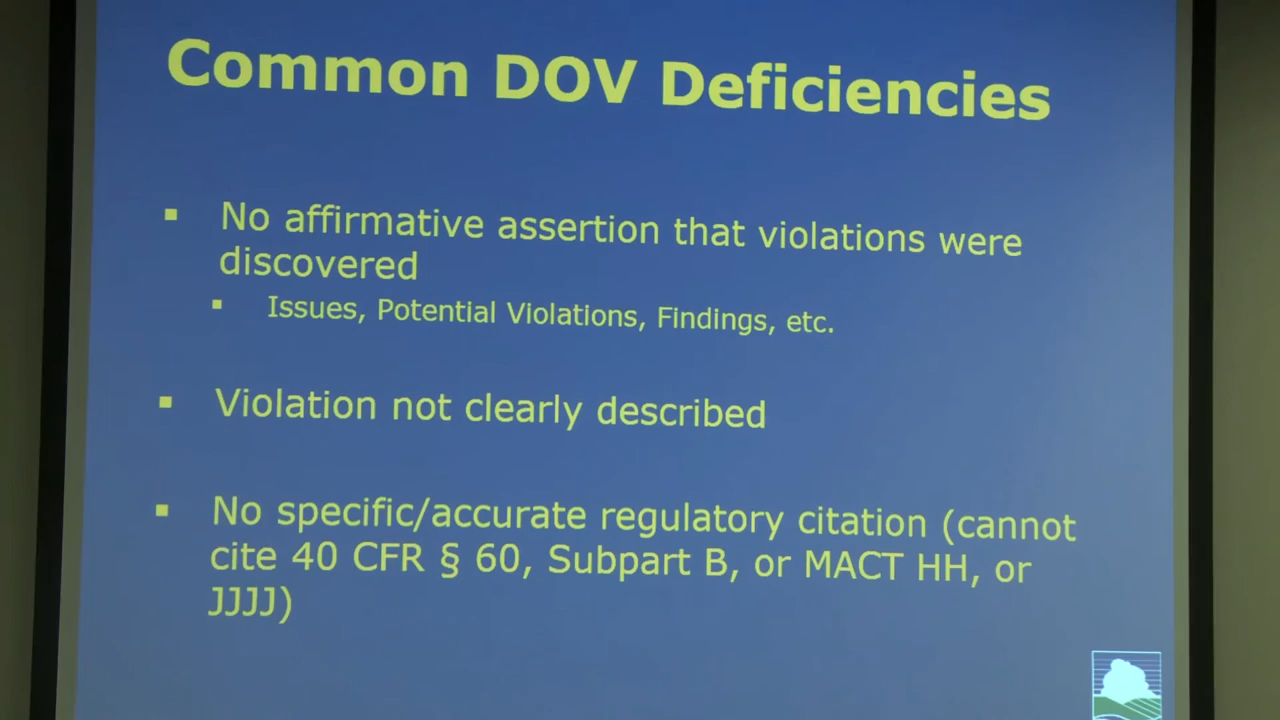 Common DOV Deficiencies
▪ No affirmative assertion that violations were
discovered
▪ Issues, Potential Violations, Findings, etc.
▪ Violation not clearly described
▪ No specific/accurate regulatory citation (cannot
cite 40 CFR § 60, Subpart B, or MACT HH, or
JJJJ)